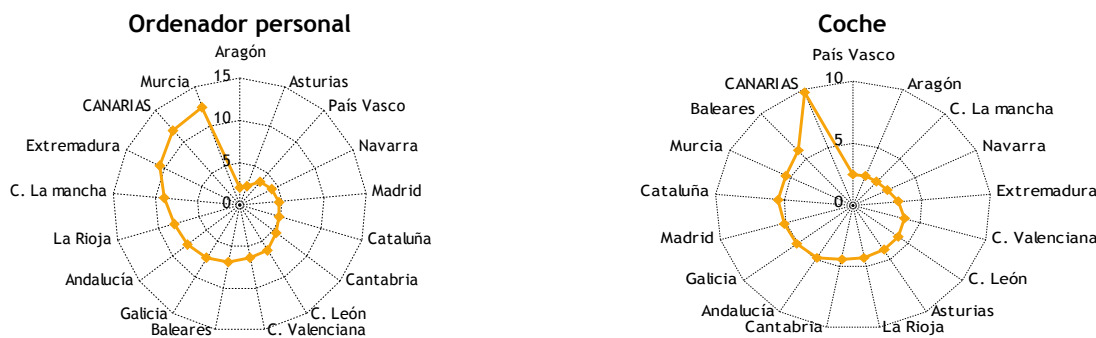 Ordenador personal
Aragón
Asturias
País Vasco
Navarra
Madrid
Cataluña
Cantabria
C. León
C. Valenciana
Baleares
Galicia
Andalucía
La Rioja
C. La mancha
Extremadura
CANARIAS
Murcia
15
10
5
0
Coche
País Vasco
Aragón
C. La mancha
Navarra
Extremadura
C. Valenciana
C. León
Asturias
La Rioja
Cantabria
Andalucía
Galicia
Madrid
Cataluña
Murcia
Baleares
CANARIAS
10
5
0